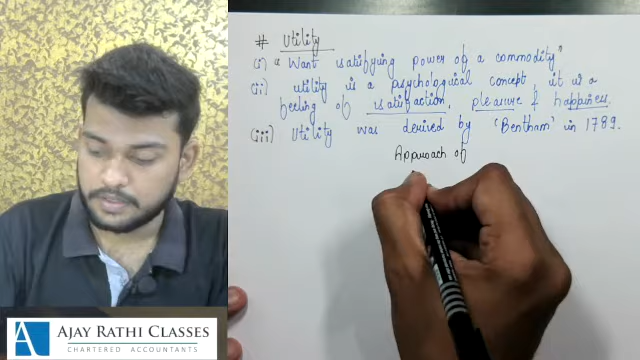 # Utility
(i) "Want satisfying power of a commodity"
(ii) utility is a psychological concept it is a
feeling of satisfaction, pleasure & happiness.
(iii) Utility was derived by 'Bentham' in 1789.
Approach of
A AJAY RATHI CLASSES
CHARTERED ACCOUNTANTS